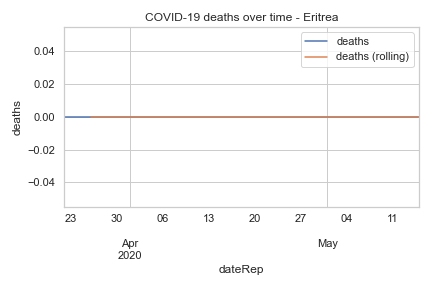 COVID-19 deaths over time - Eritrea
deaths
deaths (rolling)
0.04
0.02
0.00
−0.02
−0.04
deaths
23 30 06 13 20 27 04 11
Apr May
2020
dateRep